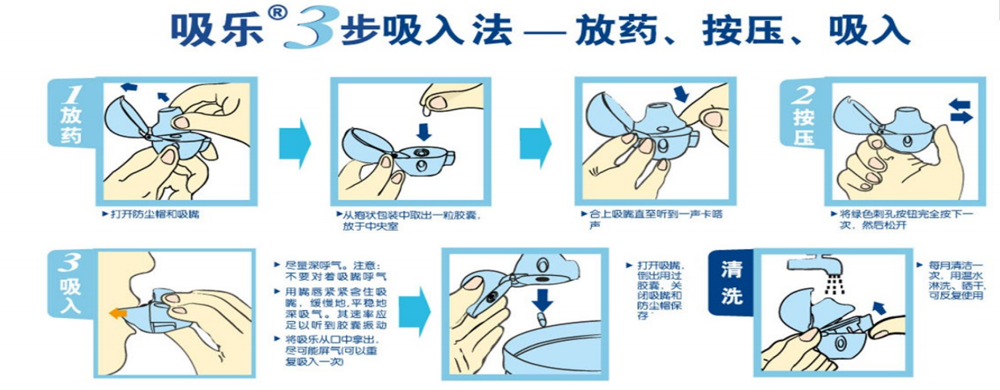 吸乐®3步吸入法—放药、按压、吸入
1
放
药
▶打开防尘帽和吸嘴
▶从疱状包装中取出一粒胶囊,
放于中央室
▶合上吸嘴直至听到一声卡嗒
声
2
按
压
▶将绿色刺孔按钮完全按下一
次，然后松开
3
吸
入
▶尽量深呼气。注意：
不要对着吸嘴呼气
▶用嘴唇紧紧含住吸
嘴，缓慢地,平稳地
深吸气。其速率应
足以听到胶囊振动
▶将吸乐从口中拿出，
尽可能屏气(可以重
复吸入一次)
▶打开吸嘴，
倒出用过
胶囊，关
闭吸嘴和
防尘帽保
存
清
洗
▶每月清洁一
次，用温水
淋洗、晒干,
可反复使用